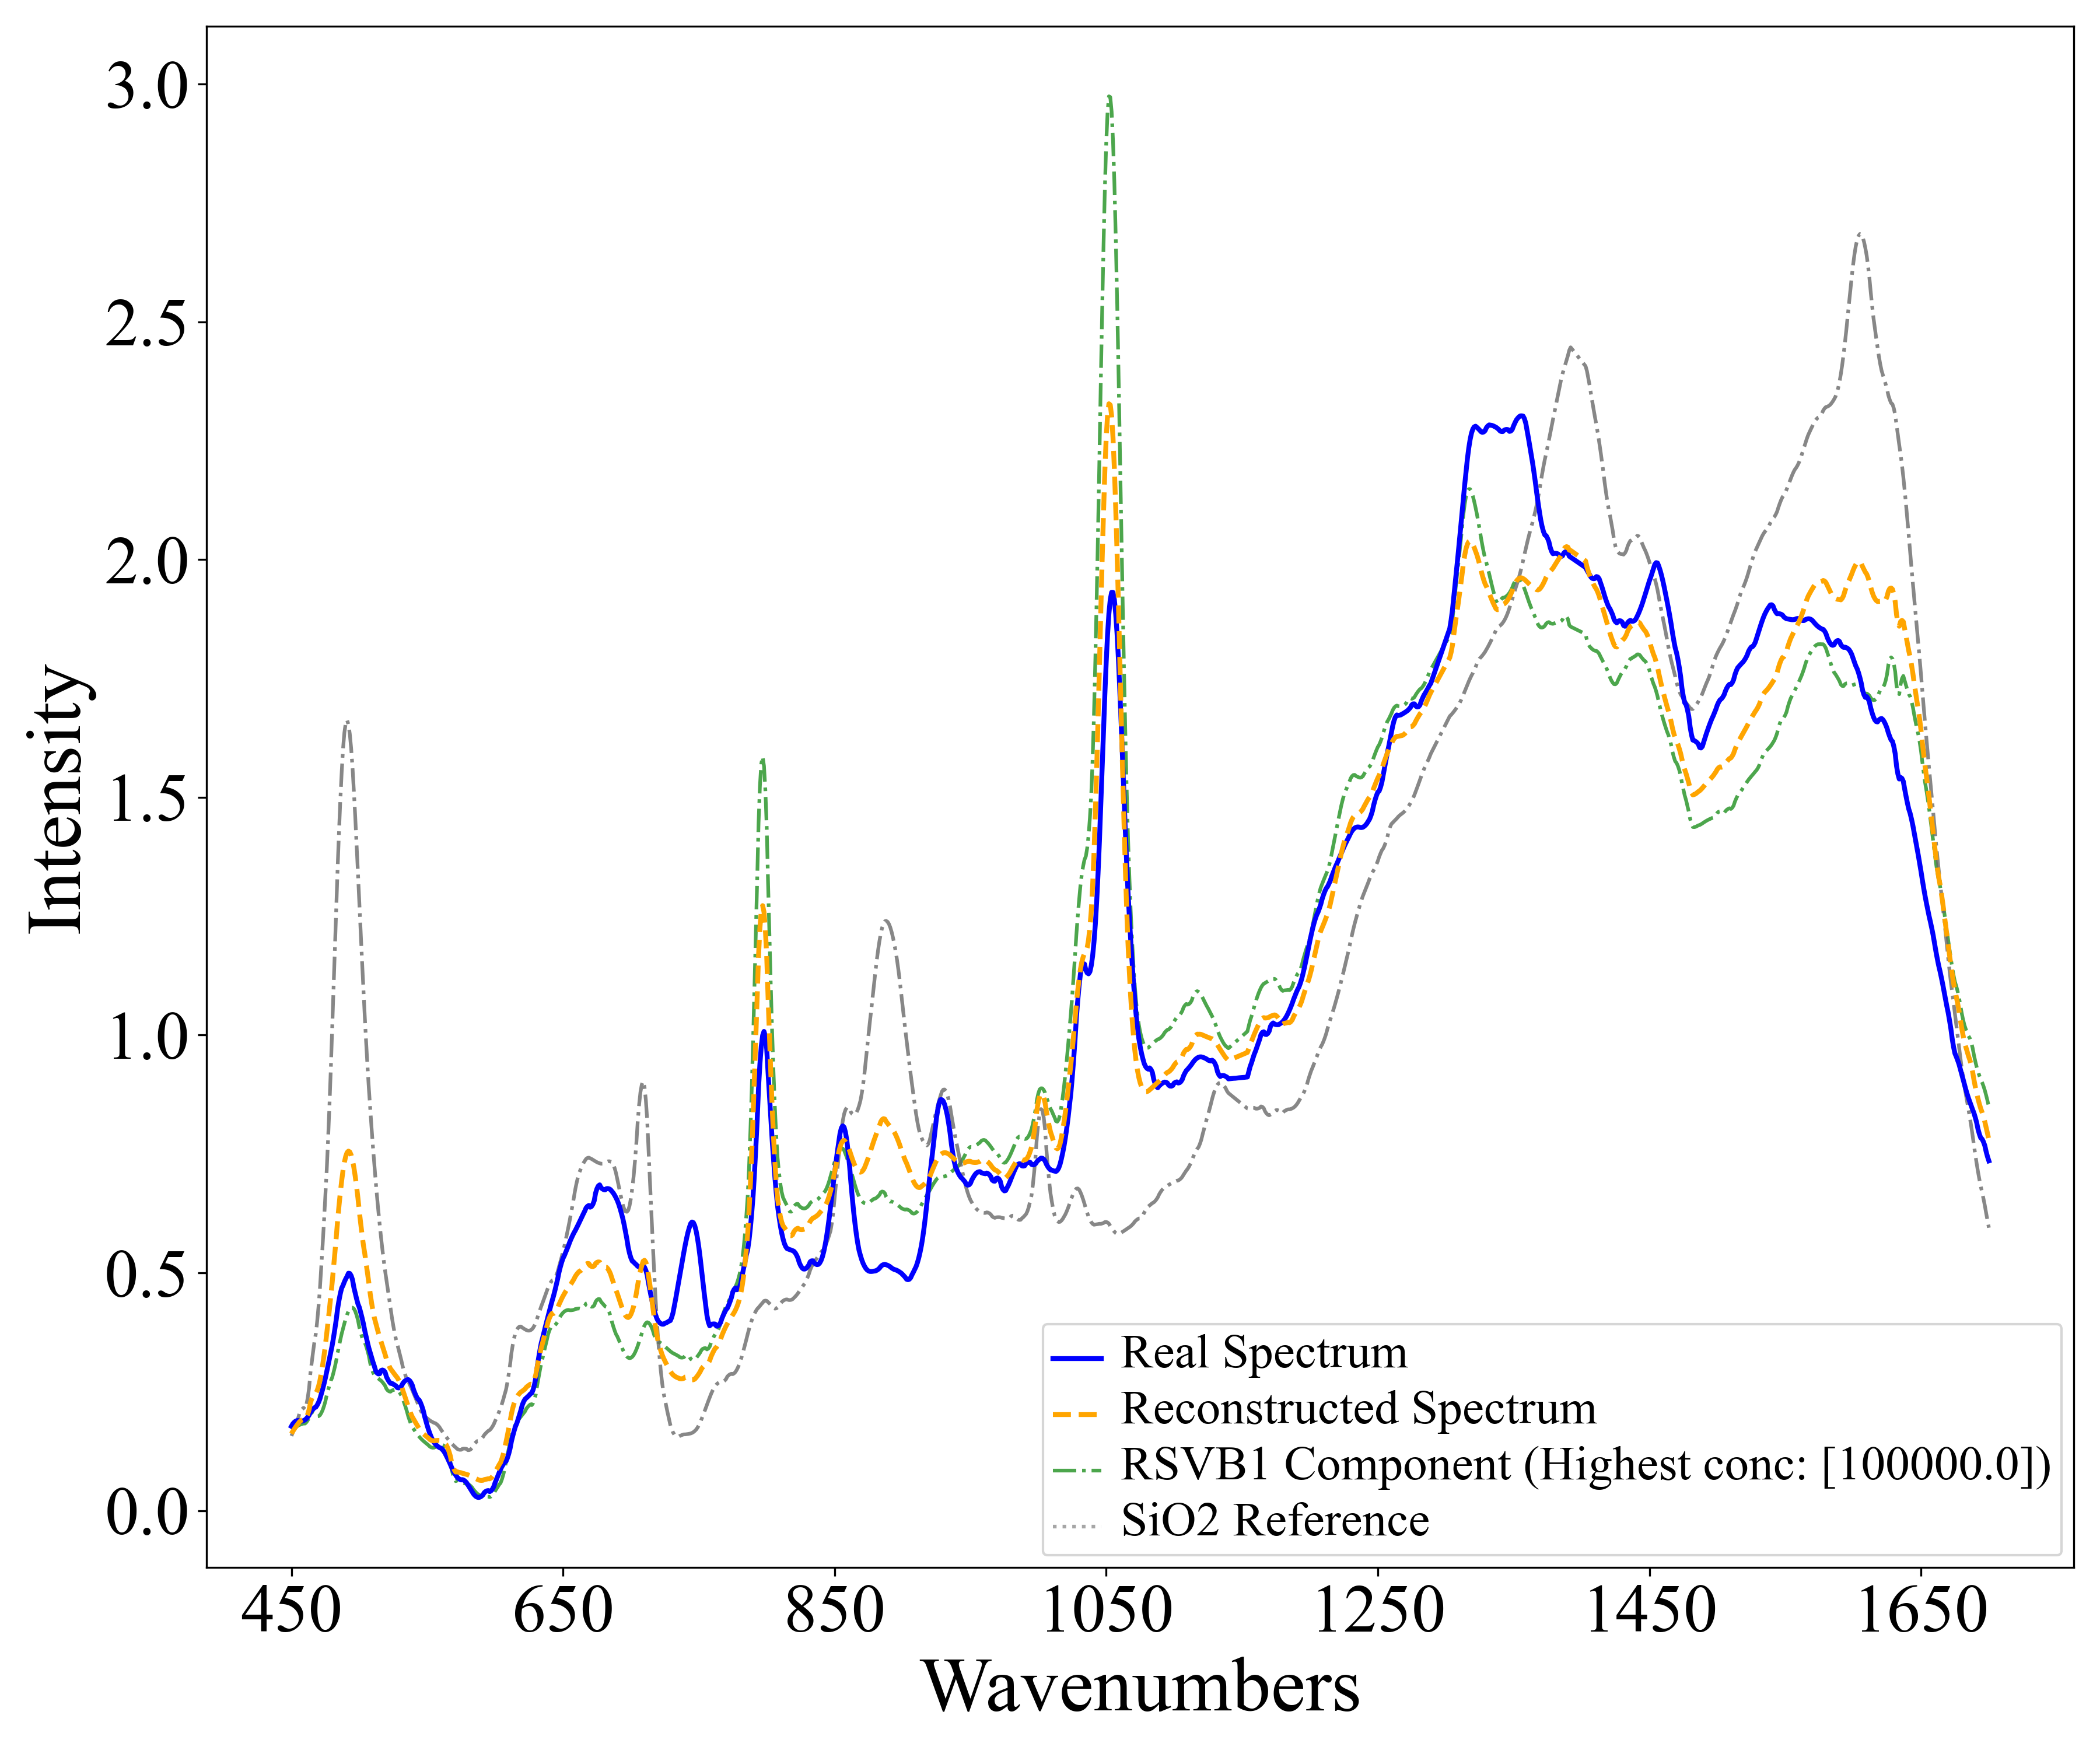 3.0
2.5
2.0
1.5
1.0
0.5
0.0
Intensity
450 650 850 1050 1250 1450 1650
Wavenumbers
Real Spectrum
Reconstructed Spectrum
RSVB1 Component (Highest conc: [100000.0])
SiO2 Reference